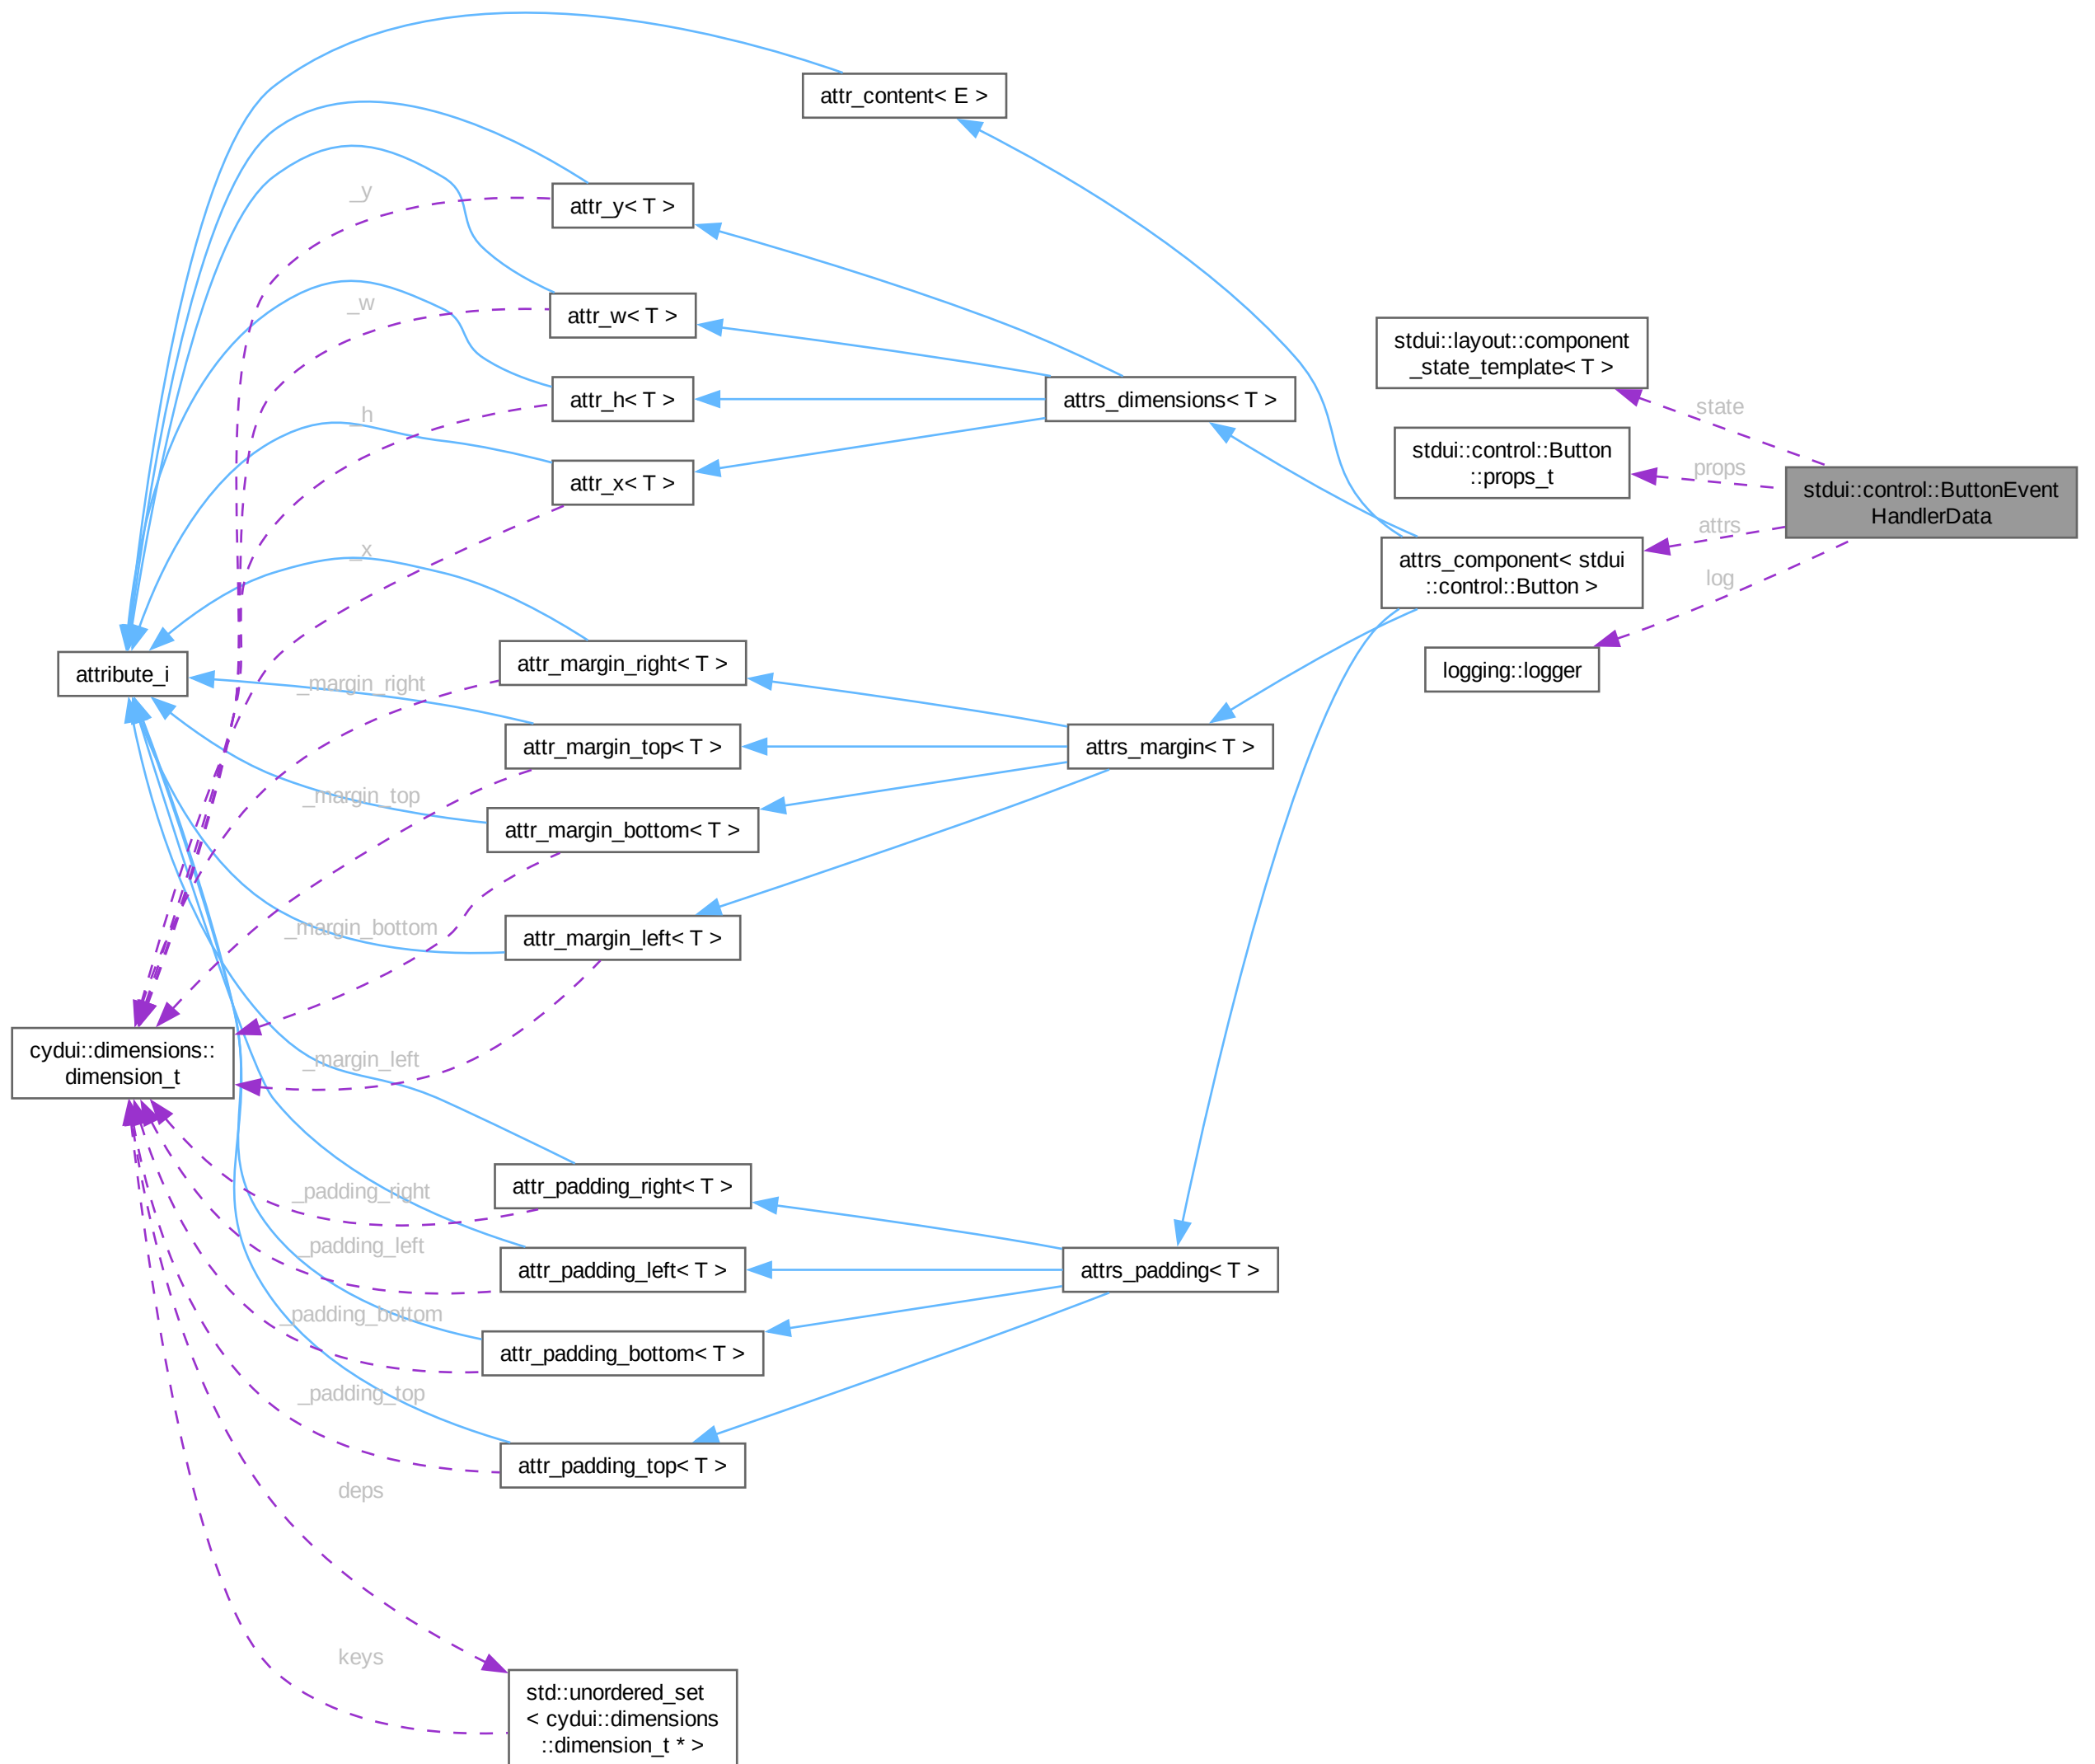 attr_content< E >
_y
attr_y< T >
_w
attr_w< T >
stdui::layout::component
_state_template< T >
attr_h< T >
attrs_dimensions< T >
state
_h
stdui::control::Button
::props_t
props
attr_x< T >
stdui::control::ButtonEvent
HandlerData
attrs
_x
attrs_component< stdui
::control::Button >
log
attribute_i
attr_margin_right< T >
logging::logger
_margin_right
attr_margin_top< T >
attrs_margin< T >
_margin_top
attr_margin_bottom< T >
_margin_bottom
attr_margin_left< T >
cydui::dimensions::
dimension_t
_margin_left
_padding_right
attr_padding_right< T >
_padding_left
attr_padding_left< T >
attrs_padding< T >
_padding_bottom
attr_padding_bottom< T >
_padding_top
attr_padding_top< T >
deps
keys
std::unordered_set
< cydui::dimensions
::dimension_t * >